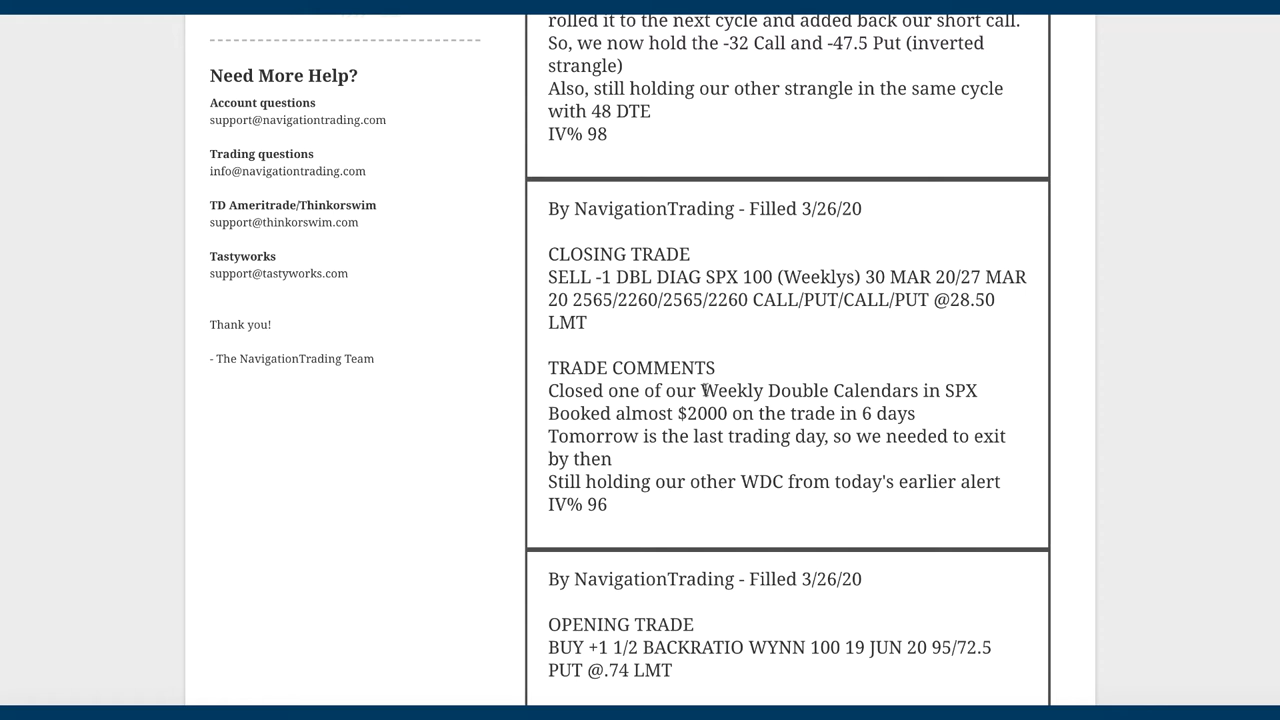 Need More Help?
Account questions
support@navigationtrading.com
Trading questions
info@navigationtrading.com
TD Ameritrade/Thinkorswim
support@thinkorswim.com
Tastyworks
support@tastyworks.com
Thank you!
- The NavigationTrading Team
rolled it to the next cycle and added back our short call.
So, we now hold the -32 Call and -47.5 Put (inverted
strangle)
Also, still holding our other strangle in the same cycle
with 48 DTE
IV% 98
By NavigationTrading - Filled 3/26/20
CLOSING TRADE
SELL -1 DBL DIAG SPX 100 (Weeklys) 30 MAR 20/27 MAR
20 2565/2260/2565/2260 CALL/PUT/CALL/PUT @28.50
LMT
TRADE COMMENTS
Closed one of our Weekly Double Calendars in SPX
Booked almost $2000 on the trade in 6 days
Tomorrow is the last trading day, so we needed to exit
by then
Still holding our other WDC from today's earlier alert
IV% 96
By NavigationTrading - Filled 3/26/20
OPENING TRADE
BUY +1 1/2 BACKRATIO WYNN 100 19 JUN 20 95/72.5
PUT @.74 LMT